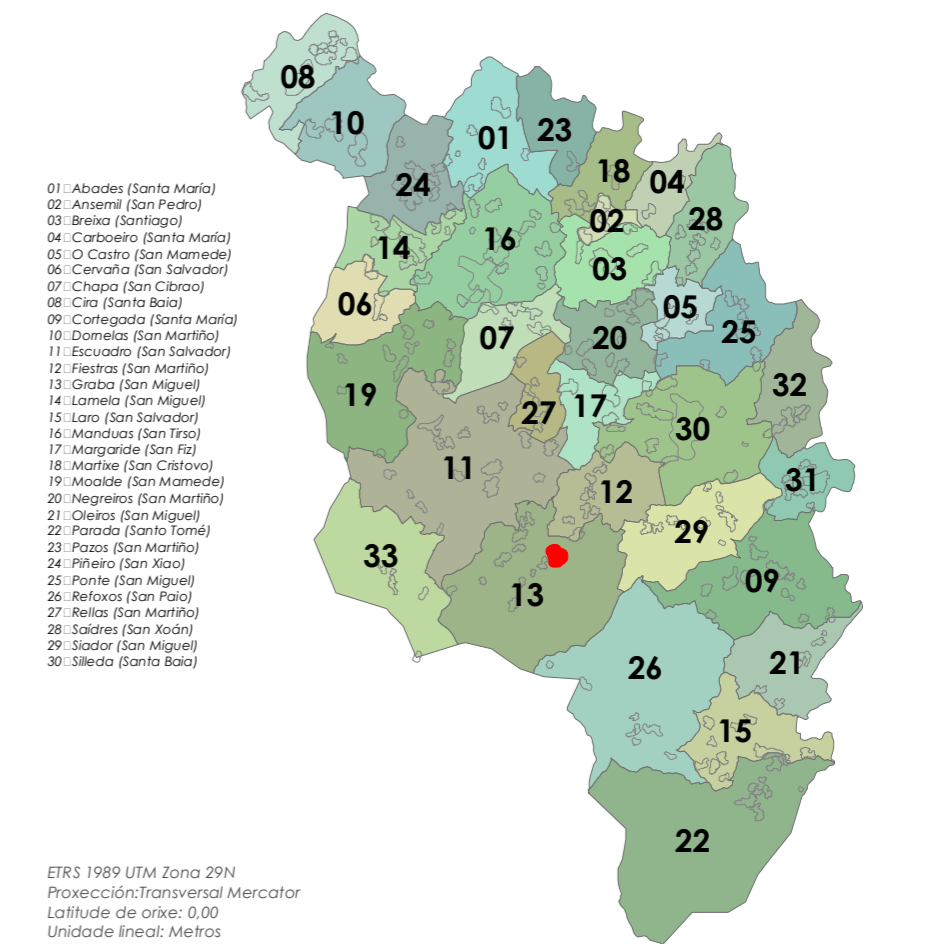 08
10
01
23
18
04
24
02
28
14
16
03
06
05
07
20
25
19
27
17
32
30
11
12
31
29
33
13
09
26
21
15
22
01 Abades (Santa María)
02 Ansemil (San Pedro)
03 Breixa (Santiago)
04 Carboeiro (Santa María)
05 O Castro (San Mamede)
06 Cervaña (San Salvador)
07 Chapa (San Cibrao)
08 Cira (Santa Baia)
09 Cortegada (Santa María)
10 Dornelas (San Martiño)
11 Escuadro (San Salvador)
12 Fiestras (San Martiño)
13 Graba (San Miguel)
14 Lamela (San Miguel)
15 Laro (San Salvador)
16 Manduas (San Tirso)
17 Margaride (San Fiz)
18 Martixe (San Cristovo)
19 Moalde (San Mamede)
20 Negreiros (San Martiño)
21 Oleiros (San Miguel)
22 Parada (Santo Tomé)
23 Pazos (San Martiño)
24 Piñeiro (San Xiao)
25 Ponte (San Miguel)
26 Refoxos (San Paio)
27 Rellas (San Martiño)
28 Saídres (San Xoán)
29 Siador (San Miguel)
30 Silleda (Santa Baia)
ETRS 1989 UTM Zona 29N
Proxección:Transversal Mercator
Latitude de orixe: 0,00
Unidade lineal: Metros